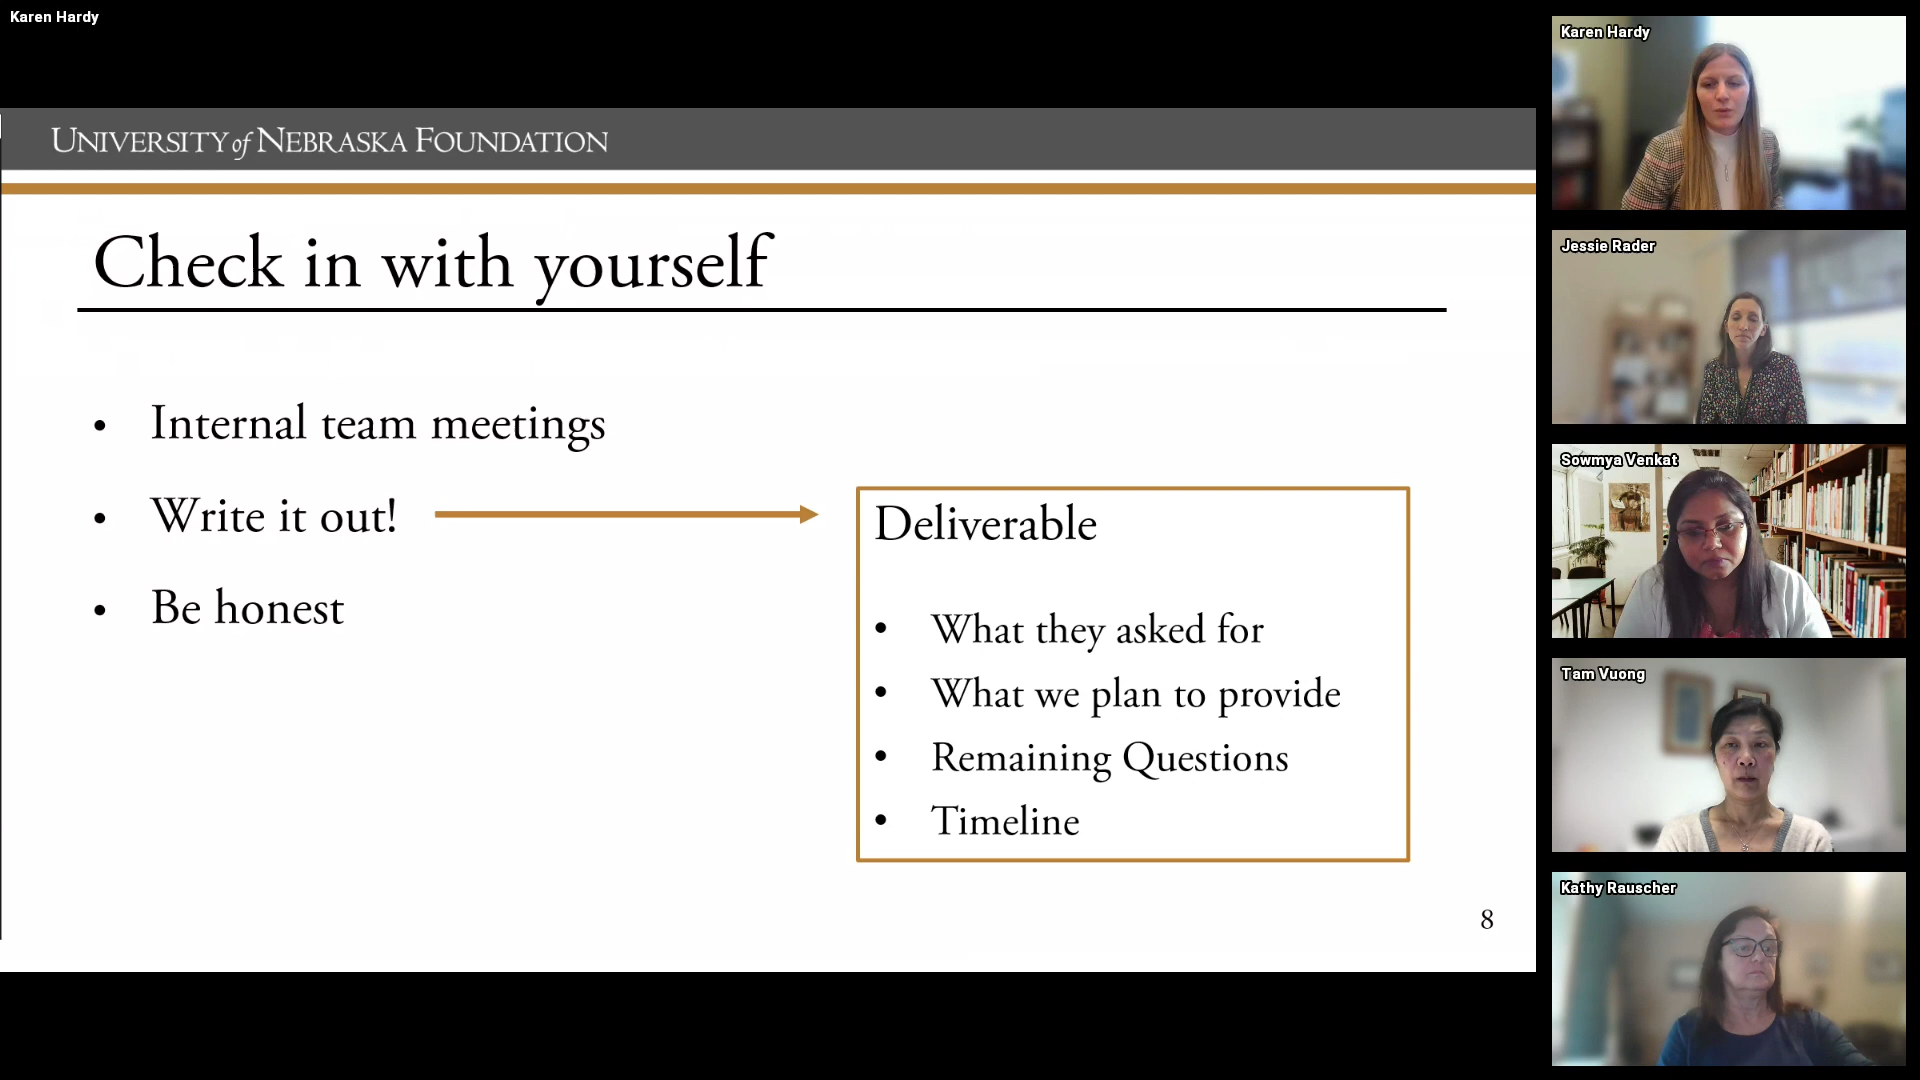 Karen Hardy
UNIVERSITY of NEBRASKA FOUNDATION
Check in with yourself
• Internal team meetings
• Write it out!
• Be honest
Deliverable
• What they asked for
• What we plan to provide
• Remaining Questions
• Timeline
8
Karen Hardy
Jessie Rader
Sowmya Venkat
Tam Vuong
Kathy Rauscher